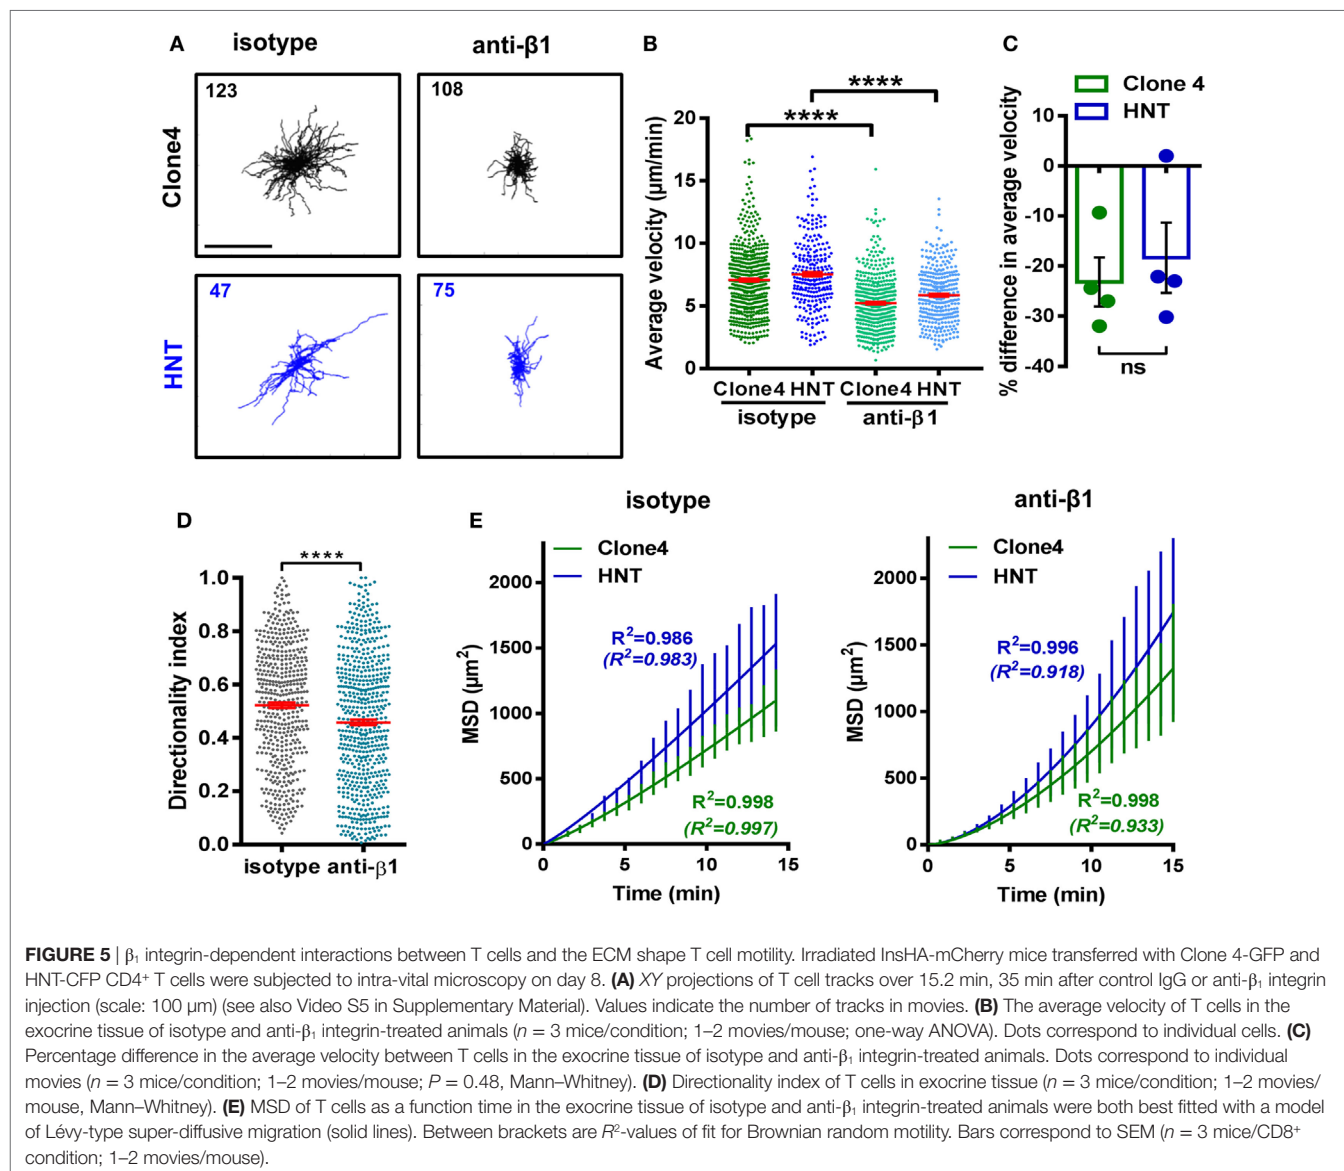 A
isotype
anti-β1
Clone4
123
108
HNT
47
75
B
****
****
Average velocity (µm/min)
20
15
10
5
0
Clone4 HNT Clone4 HNT
isotype
anti-β1
C
Clone 4
HNT
% difference in average velocity
10
0
-10
-20
-30
-40
ns
D
****
Directionality index
1.0
0.8
0.6
0.4
0.2
0.0
isotype anti-β1
E
isotype
Clone4
HNT
MSD (µm²)
2000
1500
1000
500
0
R²=0.986
(R²=0.983)
R²=0.998
(R²=0.997)
0 5 10 15
Time (min)
anti-β1
Clone4
HNT
MSD (µm²)
2000
1500
1000
500
0
R²=0.996
(R²=0.918)
R²=0.998
(R²=0.933)
0 5 10 15
Time (min)
FIGURE 5 | β₁ integrin-dependent interactions between T cells and the ECM shape T cell motility. Irradiated InsHA-mCherry mice transferred with Clone 4-GFP and
HNT-CFP CD4⁺ T cells were subjected to intra-vital microscopy on day 8. (A) XY projections of T cell tracks over 15.2 min, 35 min after control IgG or anti-β₁ integrin
injection (scale: 100 µm) (see also Video S5 in Supplementary Material). Values indicate the number of tracks in movies. (B) The average velocity of T cells in the
exocrine tissue of isotype and anti-β₁ integrin-treated animals (n = 3 mice/condition; 1–2 movies/mouse; one-way ANOVA). Dots correspond to individual cells. (C)
Percentage difference in the average velocity between T cells in the exocrine tissue of isotype and anti-β₁ integrin-treated animals. Dots correspond to individual
movies (n = 3 mice/condition; 1–2 movies/mouse; P = 0.48, Mann–Whitney). (D) Directionality index of T cells in exocrine tissue (n = 3 mice/condition; 1–2 movies/
mouse, Mann–Whitney). (E) MSD of T cells as a function time in the exocrine tissue of isotype and anti-β₁ integrin-treated animals were both best fitted with a model
of Lévy-type super-diffusive migration (solid lines). Between brackets are R²-values of fit for Brownian random motility. Bars correspond to SEM (n = 3 mice/CD8⁺
condition; 1–2 movies/mouse).